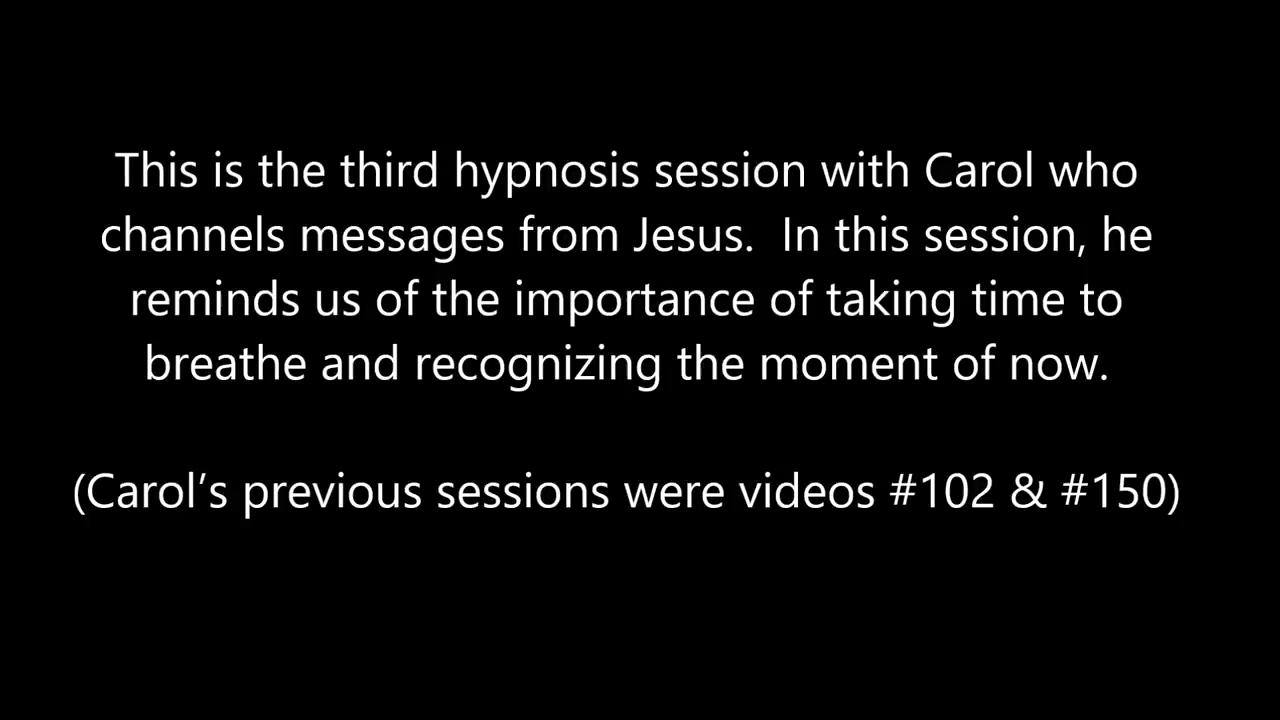 This is the third hypnosis session with Carol who
channels messages from Jesus.  In this session, he
reminds us of the importance of taking time to
breathe and recognizing the moment of now.
(Carol’s previous sessions were videos #102 & #150)